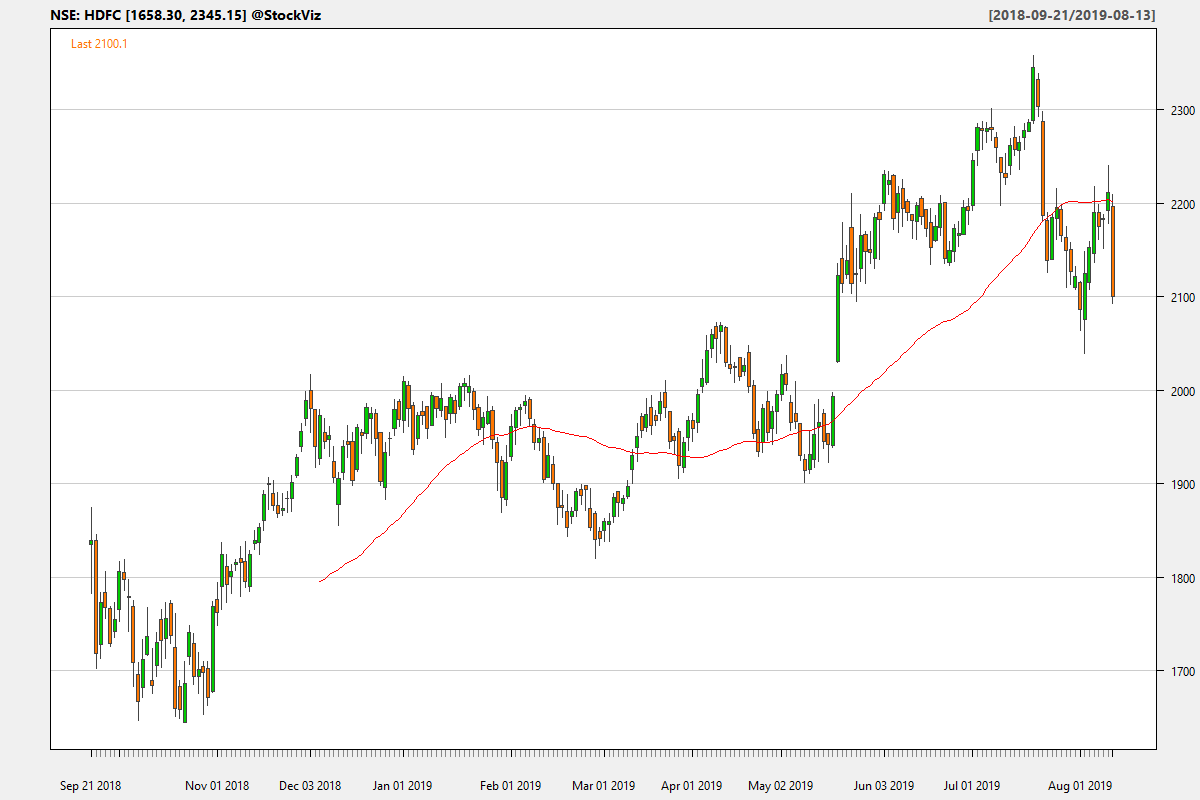 NSE: HDFC [1658.30, 2345.15] @StockViz
[2018-09-21/2019-08-13]
Last 2100.1
2300
2200
2100
2000
1900
1800
1700
Sep 21 2018 Nov 01 2018 Dec 03 2018 Jan 01 2019 Feb 01 2019 Mar 01 2019 Apr 01 2019 May 02 2019 Jun 03 2019 Jul 01 2019 Aug 01 2019